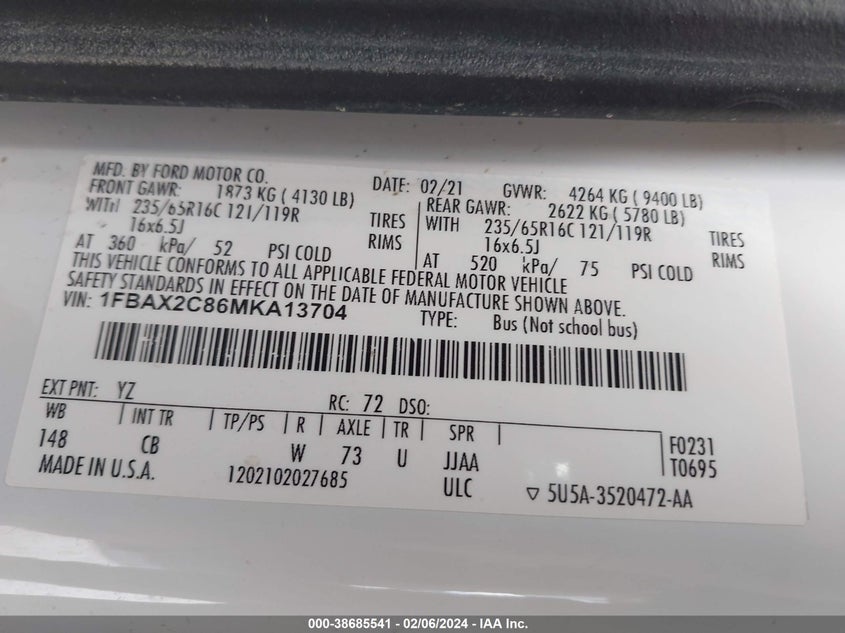 MFD. BY FORD MOTOR CO. DATE: 02/21 GVWR: 4264 KG ( 9400 LB)
FRONT GAWR: 1873 KG ( 4130 LB) REAR GAWR: 2622 KG ( 5780 LB)
WITH 235/65R16C 121/119R TIRES WITH 235/65R16C 121/119R TIRES
16x6.5J RIMS 16x6.5J RIMS
AT 360 kPa/ 52 PSI COLD AT 520 kPa/ 75 PSI COLD
THIS VEHICLE CONFORMS TO ALL APPLICABLE FEDERAL MOTOR VEHICLE
SAFETY STANDARDS IN EFFECT ON THE DATE OF MANUFACTURE SHOWN ABOVE.
VIN: 1FBAX2C86MKA13704 TYPE: Bus (Not school bus)
EXT PNT: YZ RC: 72 DSO:
WB | INT TR | TP/PS | R | AXLE | TR | SPR | F0231
148 CB W 73 U JJAA T0695
MADE IN U.S.A. 1202102027685 ULC ▽ 5U5A-3520472-AA
000-38685541 - 02/06/2024 - IAA Inc.